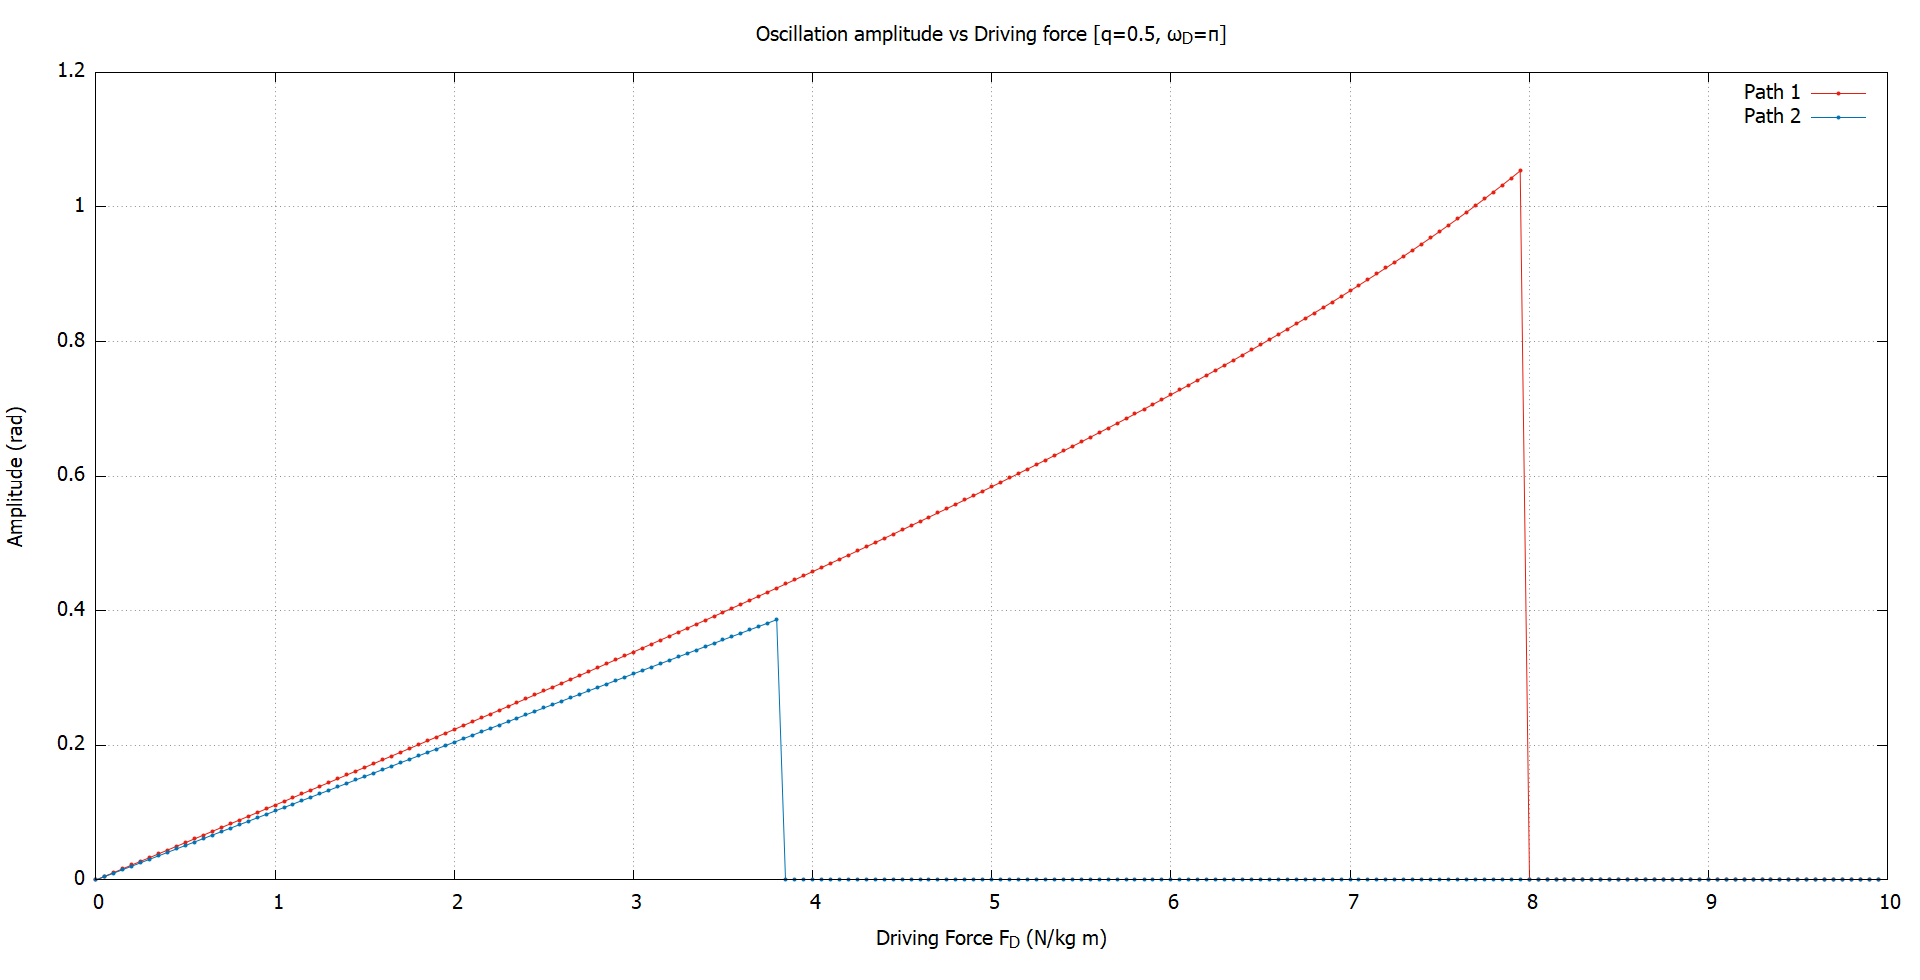 Oscillation amplitude vs Driving force [q=0.5, ω_D=π]
1.2
1
0.8
0.6
0.4
0.2
0
Amplitude (rad)
Path 1
Path 2
0 1 2 3 4 5 6 7 8 9 10
Driving Force F_D (N/kg m)